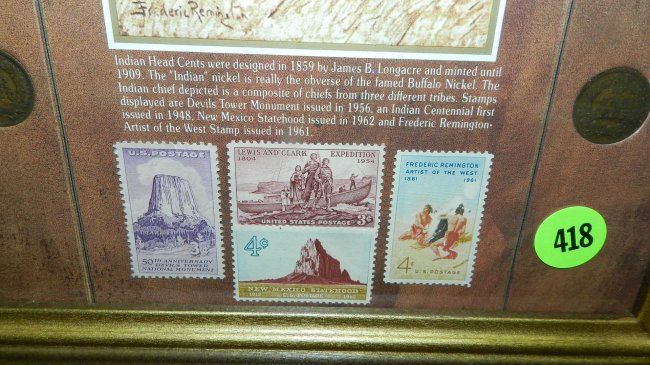 Frederic Remington
Indian Head Cents were designed in 1859 by James B. Longacre and minted until
1909. The "Indian" nickel is really the obverse of the famed Buffalo Nickel. The
Indian chief depicted is a composite of chiefs from three different tribes. Stamps
displayed are Devils Tower Monument issued in 1956, an Indian Centennial first
issued in 1948, New Mexico Statehood issued in 1962 and Frederic Remington-
Artist of the West Stamp issued in 1961.
U.S. POSTAGE
3¢
50th ANNIVERSARY
DEVILS TOWER
NATIONAL MONUMENT
LEWIS AND CLARK EXPEDITION
1804 1954
UNITED STATES POSTAGE 3¢
4¢
NEW MEXICO STATEHOOD
1912 U.S. POSTAGE 1962
FREDERIC REMINGTON
ARTIST OF THE WEST
1861 1961
4¢ U.S. POSTAGE
418